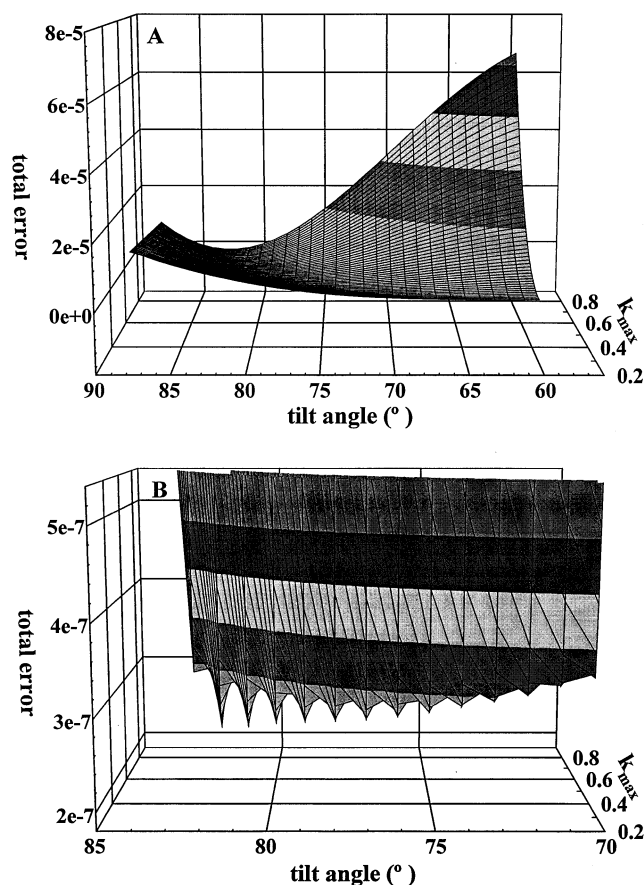 A
8e-5
6e-5
4e-5
2e-5
0e+0
total error
90
85
80
75
70
65
60
tilt angle (º )
0.8
0.6
0.4
0.2
kmax
B
5e-7
4e-7
3e-7
2e-7
total error
85
80
75
70
tilt angle (º )
0.8
0.6
0.4
0.2
kmax